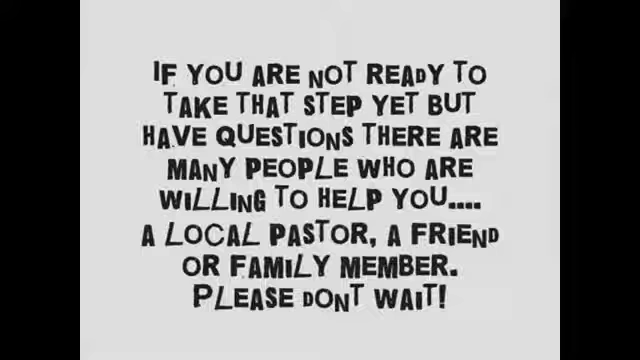 IF YOU ARE NOT READY TO
TAKE THAT STEP YET BUT
HAVE QUESTIONS THERE ARE
MANY PEOPLE WHO ARE
WILLING TO HELP YOU....
A LOCAL PASTOR, A FRIEND
OR FAMILY MEMBER.
PLEASE DONT WAIT!